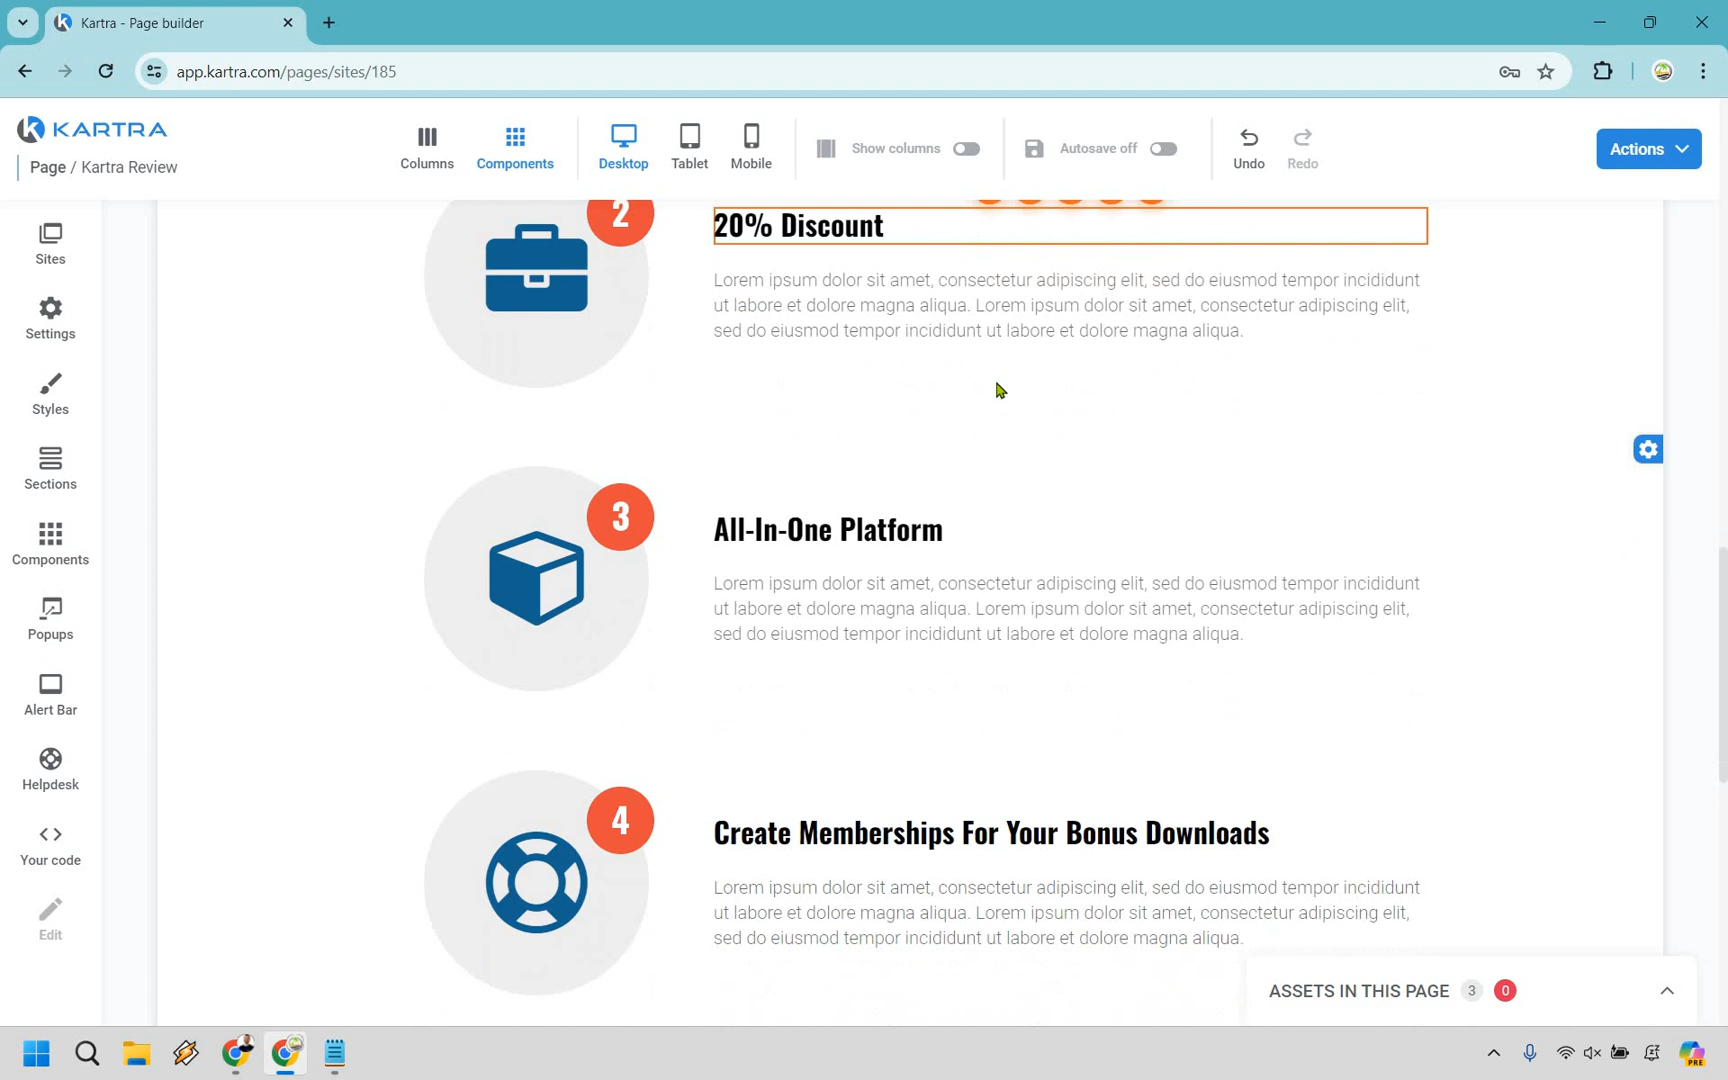 Kartra - Page builder
app.kartra.com/pages/sites/185
KARTRA
Page / Kartra Review
Columns
Components
Desktop
Tablet
Mobile
Show columns
Autosave off
Undo
Redo
Actions
Sites
Settings
Styles
Sections
Components
Popups
Alert Bar
Helpdesk
Your code
Edit
2
20% Discount
Lorem ipsum dolor sit amet, consectetur adipiscing elit, sed do eiusmod tempor incididunt
ut labore et dolore magna aliqua. Lorem ipsum dolor sit amet, consectetur adipiscing elit,
sed do eiusmod tempor incididunt ut labore et dolore magna aliqua.
3
All-In-One Platform
Lorem ipsum dolor sit amet, consectetur adipiscing elit, sed do eiusmod tempor incididunt
ut labore et dolore magna aliqua. Lorem ipsum dolor sit amet, consectetur adipiscing elit,
sed do eiusmod tempor incididunt ut labore et dolore magna aliqua.
4
Create Memberships For Your Bonus Downloads
Lorem ipsum dolor sit amet, consectetur adipiscing elit, sed do eiusmod tempor incididunt
ut labore et dolore magna aliqua. Lorem ipsum dolor sit amet, consectetur adipiscing elit,
sed do eiusmod tempor incididunt ut labore et dolore magna aliqua.
ASSETS IN THIS PAGE 3 0
PRE